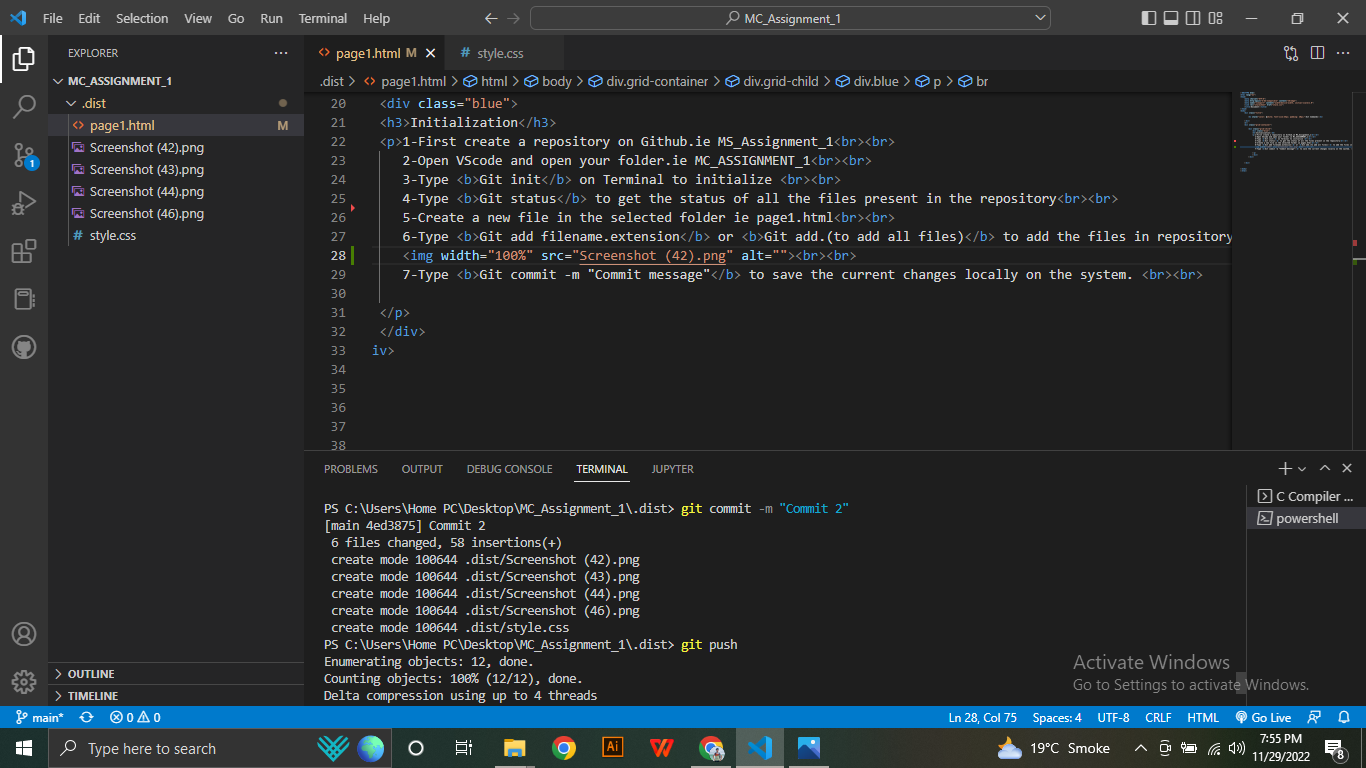 File Edit Selection View Go Run Terminal Help
MC_Assignment_1
EXPLORER
MC_ASSIGNMENT_1
.dist
page1.html M
Screenshot (42).png
Screenshot (43).png
Screenshot (44).png
Screenshot (46).png
style.css
1
OUTLINE
TIMELINE
page1.html M
style.css
.dist > page1.html > html > body > div.grid-container > div.grid-child > div.blue > p > br
20 <div class="blue">
21 <h3>Initialization</h3>
22 <p>1-First create a repository on Github.ie MS_Assignment_1<br><br>
23 2-Open VScode and open your folder.ie MC_ASSIGNMENT_1<br><br>
24 3-Type <b>Git init</b> on Terminal to initialize <br><br>
25 4-Type <b>Git status</b> to get the status of all the files present in the repository<br><br>
26 5-Create a new file in the selected folder ie page1.html<br><br>
27 6-Type <b>Git add filename.extension</b> or <b>Git add.(to add all files)</b> to add the files in repository
28 <img width="100%" src="Screenshot (42).png" alt=""><br><br>
29 7-Type <b>Git commit -m "Commit message"</b> to save the current changes locally on the system. <br><br>
30
31 </p>
32 </div>
33 iv>
34
35
36
37
38
PROBLEMS OUTPUT DEBUG CONSOLE TERMINAL JUPYTER
PS C:\Users\Home PC\Desktop\MC_Assignment_1\.dist> git commit -m "Commit 2"
[main 4ed3875] Commit 2
6 files changed, 58 insertions(+)
create mode 100644 .dist/Screenshot (42).png
create mode 100644 .dist/Screenshot (43).png
create mode 100644 .dist/Screenshot (44).png
create mode 100644 .dist/Screenshot (46).png
create mode 100644 .dist/style.css
PS C:\Users\Home PC\Desktop\MC_Assignment_1\.dist> git push
Enumerating objects: 12, done.
Counting objects: 100% (12/12), done.
Delta compression using up to 4 threads
C Compiler ...
powershell
Activate Windows
Go to Settings to activate Windows.
main* 0 0 Ln 28, Col 75 Spaces: 4 UTF-8 CRLF HTML Go Live
Type here to search
Ai
19°C Smoke
7:55 PM
11/29/2022
8